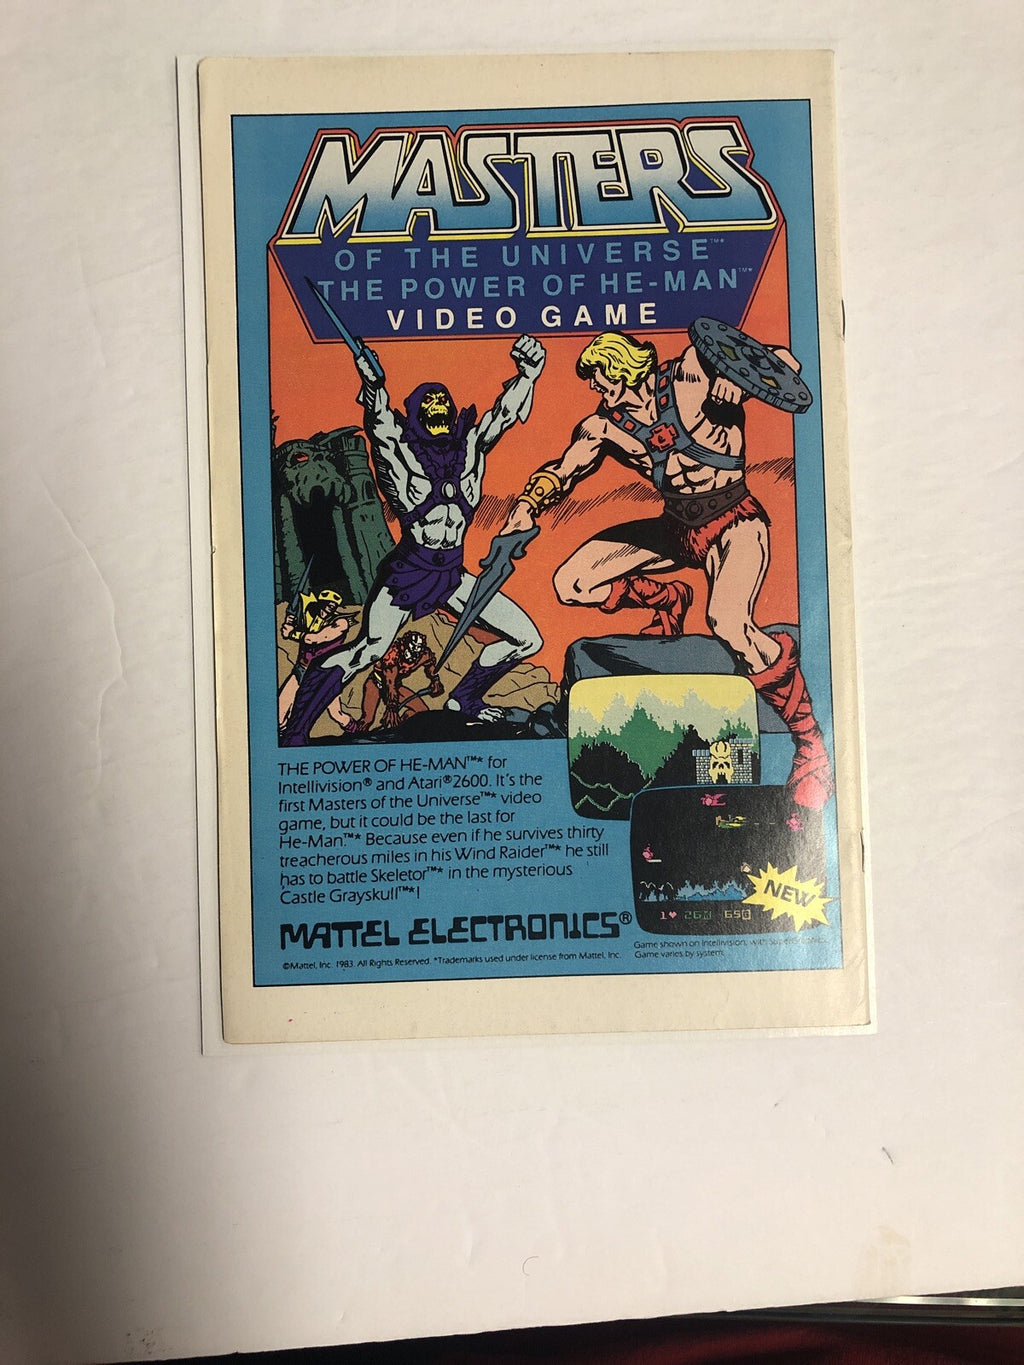 MASTERS
OF THE UNIVERSE™*
THE POWER OF HE-MAN™*
VIDEO GAME
THE POWER OF HE-MAN™* for
Intellivision® and Atari®2600. It's the
first Masters of the Universe™* video
game, but it could be the last for
He-Man.™* Because even if he survives thirty
treacherous miles in his Wind Raider™* he still
has to battle Skeletor™* in the mysterious
Castle Grayskull™*!
NEW
1♥ 260 650
MATTEL ELECTRONICS®
Game shown on Intellivision, with
Game varies by system.
©Mattel, Inc. 1983. All Rights Reserved. *Trademarks used under license from Mattel, Inc.